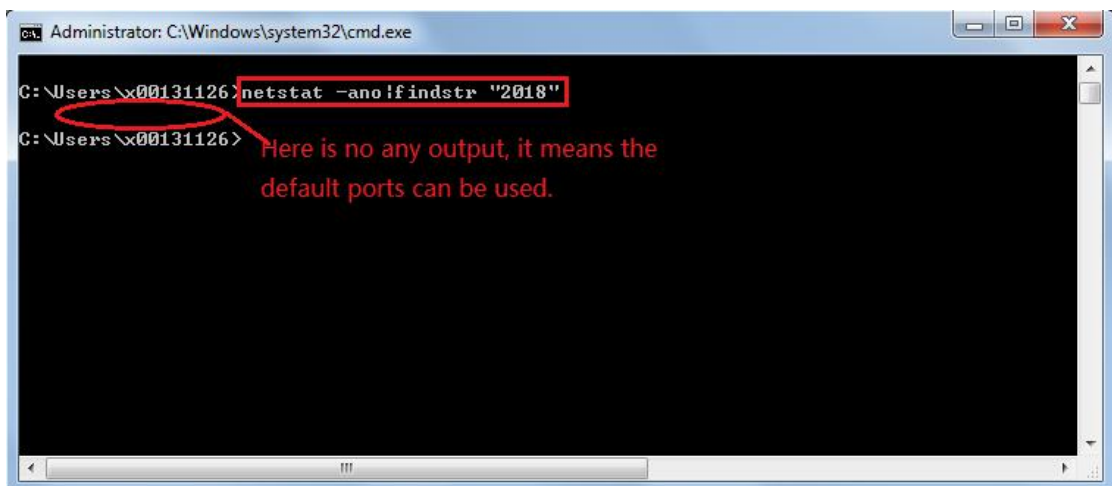 Administrator: C:\Windows\system32\cmd.exe
C:\Users\x00131126>netstat -ano|findstr "2018"
C:\Users\x00131126>
Here is no any output, it means the
default ports can be used.